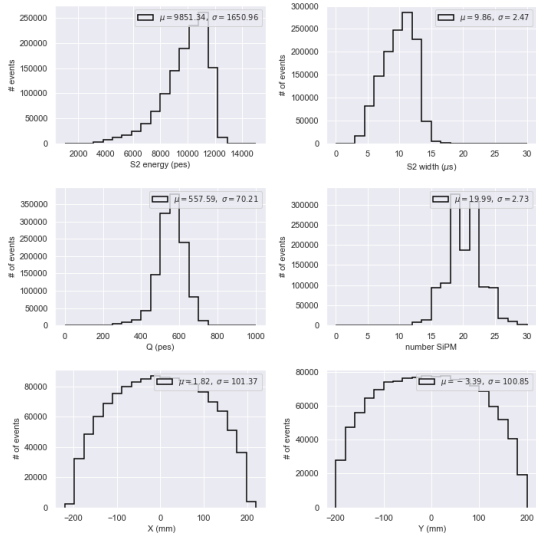 300000
250000
200000
150000
100000
50000
0
# of events
2000 4000 6000 8000 10000 12000 14000
S2 energy (pes)
μ=9851.34, σ=1650.96
300000
250000
200000
150000
100000
50000
0
# of events
0 5 10 15 20 25 30
S2 width (μs)
μ=9.86, σ=2.47
350000
300000
250000
200000
150000
100000
50000
0
# of events
0 200 400 600 800 1000
Q (pes)
μ=557.59, σ=70.21
300000
250000
200000
150000
100000
50000
0
# of events
0 5 10 15 20 25 30
number SiPM
μ=19.99, σ=2.73
80000
60000
40000
20000
0
# of events
−200 −100 0 100 200
X (mm)
μ=1.82, σ=101.37
80000
60000
40000
20000
0
# of events
−200 −100 0 100 200
Y (mm)
μ=−3.39, σ=100.85